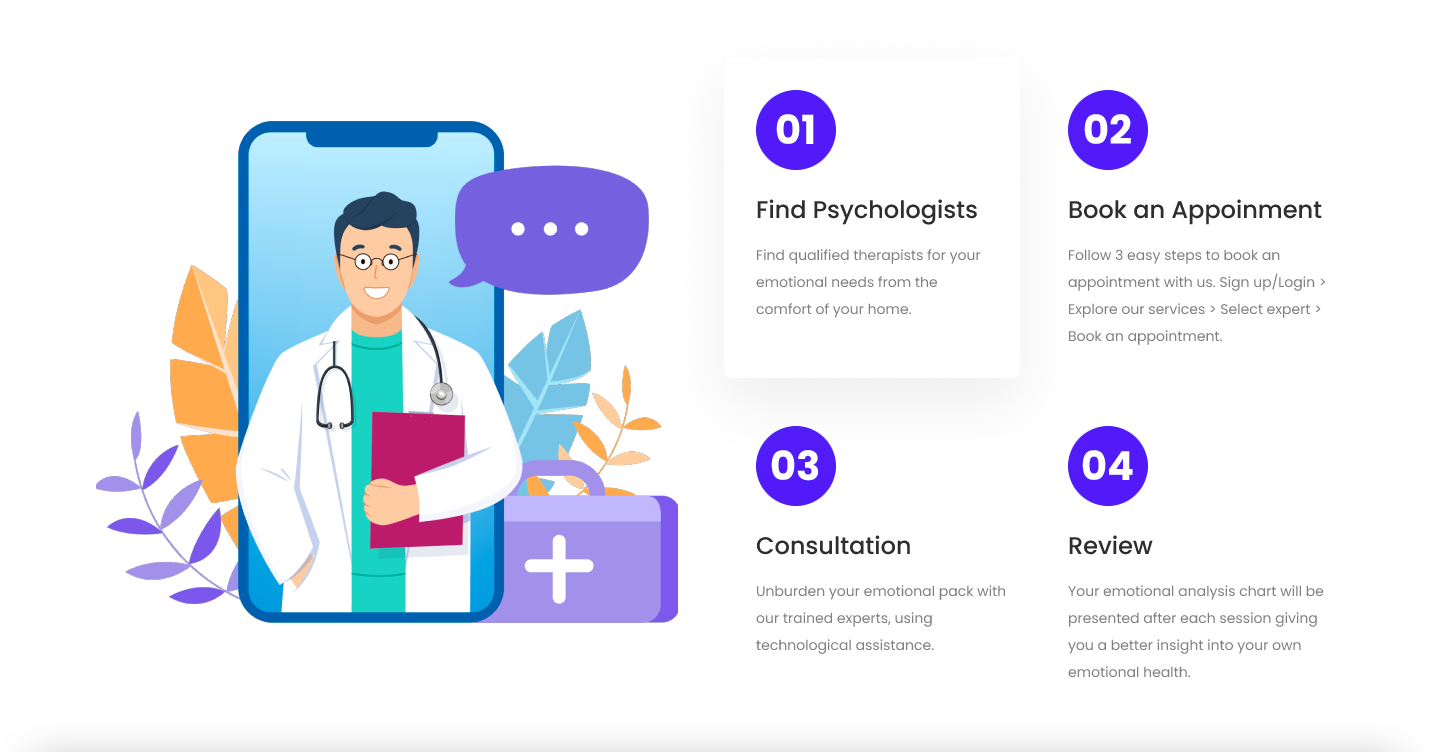 01
Find Psychologists
Find qualified therapists for your
emotional needs from the
comfort of your home.
02
Book an Appoinment
Follow 3 easy steps to book an
appointment with us. Sign up/Login >
Explore our services > Select expert >
Book an appointment.
03
Consultation
Unburden your emotional pack with
our trained experts, using
technological assistance.
04
Review
Your emotional analysis chart will be
presented after each session giving
you a better insight into your own
emotional health.